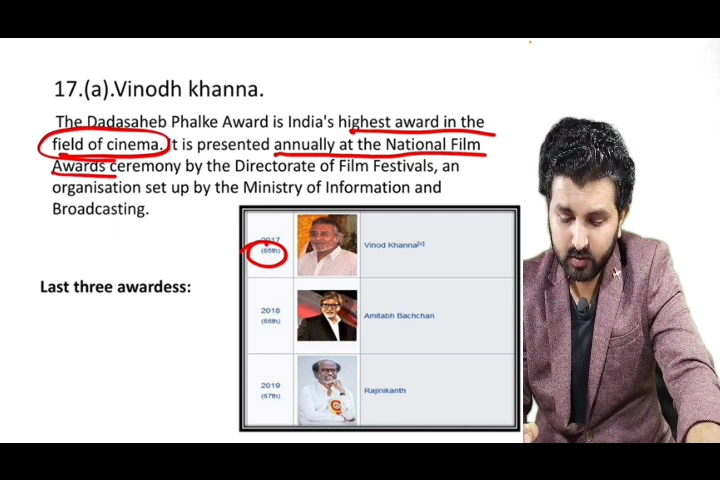 17.(a).Vinodh khanna.
The Dadasaheb Phalke Award is India's highest award in the
field of cinema. It is presented annually at the National Film
Awards ceremony by the Directorate of Film Festivals, an
organisation set up by the Ministry of Information and
Broadcasting.
2017
(65th)
Vinod Khanna[c]
Last three awardess:
2018
(66th)
Amitabh Bachchan
2019
(67th)
Rajinikanth